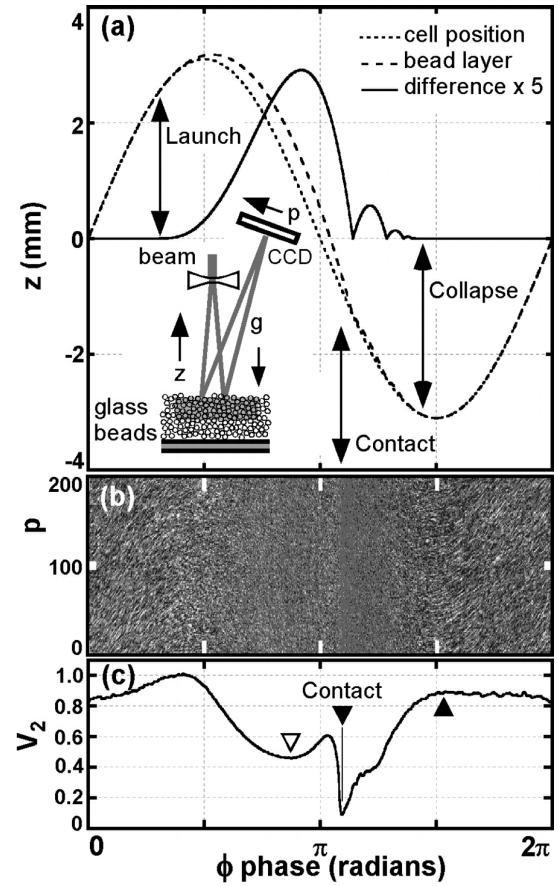 (a)
cell position
bead layer
difference x 5
4
2
0
-2
-4
z (mm)
Launch
p
beam
CCD
g
z
Collapse
glass
beads
Contact
(b)
200
100
0
p
(c)
1.0
0.8
0.6
0.4
0.2
0
V2
Contact
0
π
2π
ϕ phase (radians)